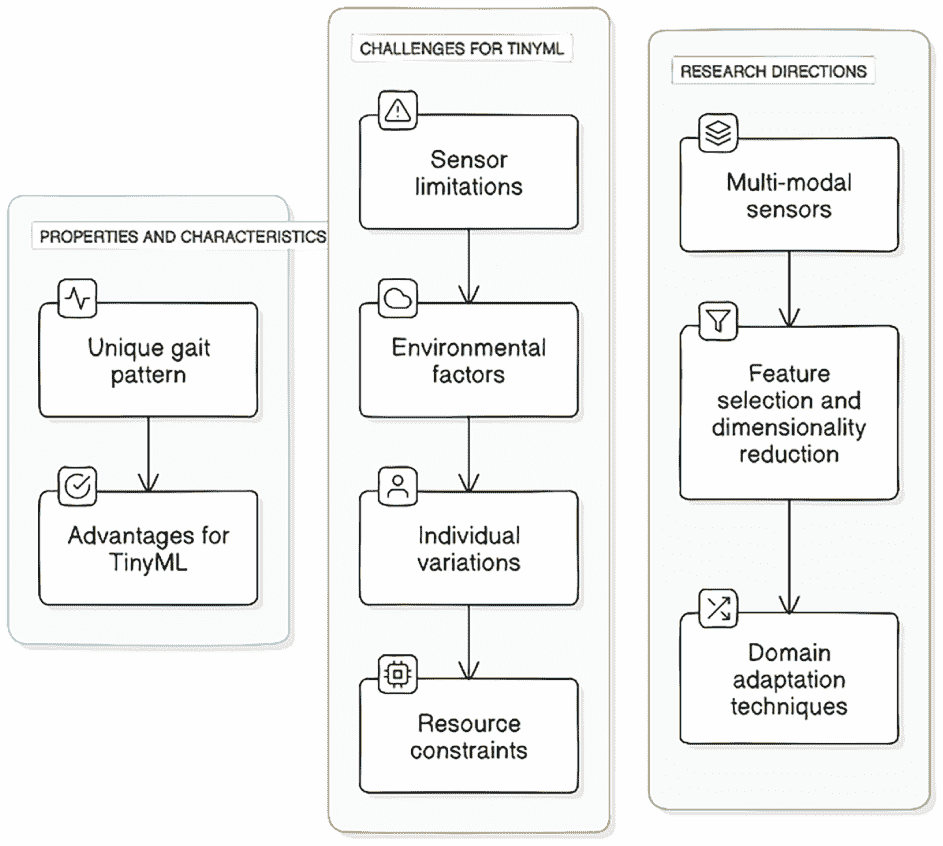 PROPERTIES AND CHARACTERISTICS
Unique gait
pattern
Advantages for
TinyML
CHALLENGES FOR TINYML
Sensor
limitations
Environmental
factors
Individual
variations
Resource
constraints
RESEARCH DIRECTIONS
Multi-modal
sensors
Feature
selection and
dimensionality
reduction
Domain
adaptation
techniques